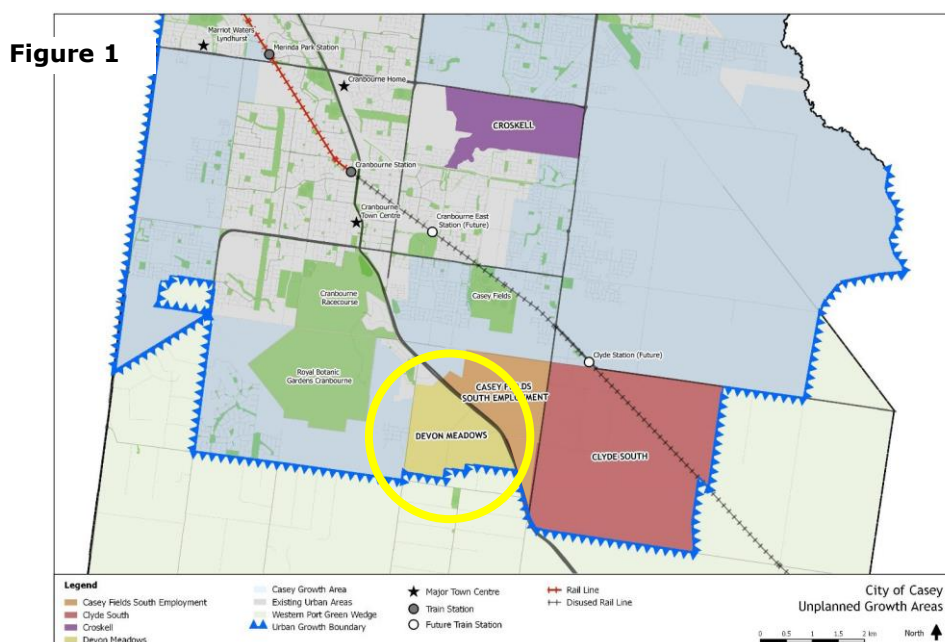 Figure 1
Marriot Waters
Lyndhurst
Merinda Park Station
Cranbourne Home
CROSKELL
Cranbourne Station
Cranbourne
Town Centre
Cranbourne East
Station (Future)
Cranbourne
Racecourse
Casey Fields
Royal Botanic
Gardens Cranbourne
Clyde Station (Future)
CASEY FIELDS
SOUTH EMPLOYMENT
DEVON MEADOWS
CLYDE SOUTH
Legend
Casey Fields South Employment
Clyde South
Croskell
Devon Meadows
Casey Growth Area
Existing Urban Areas
Western Port Green Wedge
Urban Growth Boundary
Major Town Centre
Train Station
Future Train Station
Rail Line
Disused Rail Line
City of Casey
Unplanned Growth Areas
0 0.5 1 1.5 2 km
North